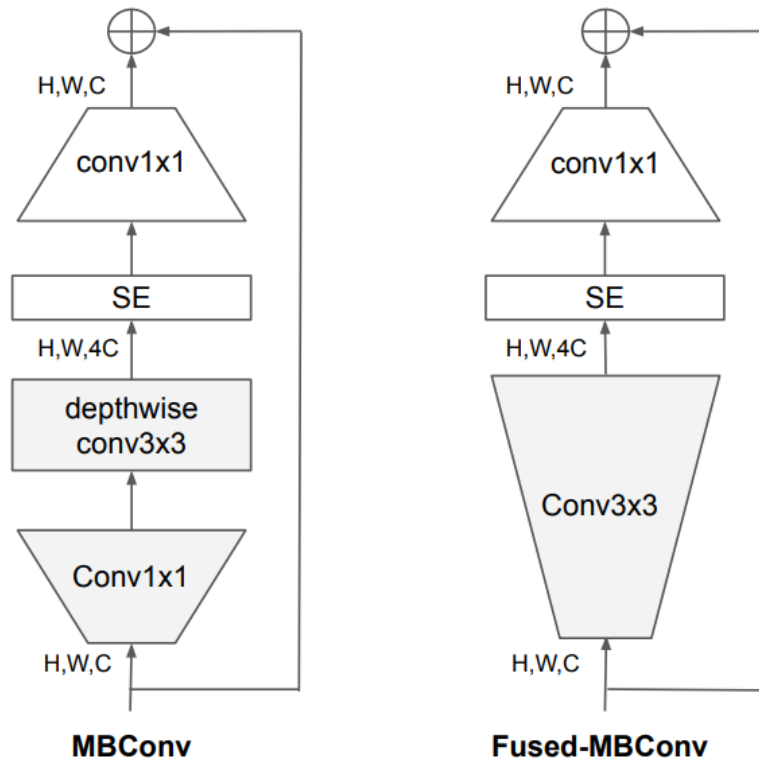 H,W,C
conv1x1
SE
H,W,4C
depthwise
conv3x3
Conv1x1
H,W,C
MBConv
H,W,C
conv1x1
SE
H,W,4C
Conv3x3
H,W,C
Fused-MBConv